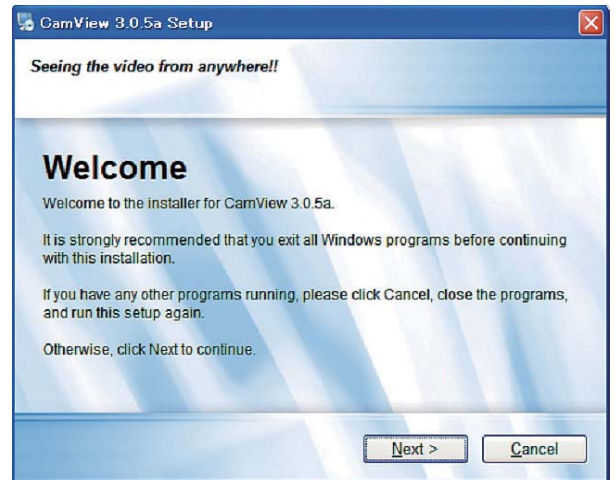 CamView 3.0.5a Setup
Seeing the video from anywhere!!
Welcome
Welcome to the installer for CamView 3.0.5a.
It is strongly recommended that you exit all Windows programs before continuing
with this installation.
If you have any other programs running, please click Cancel, close the programs,
and run this setup again.
Otherwise, click Next to continue.
Next >
Cancel